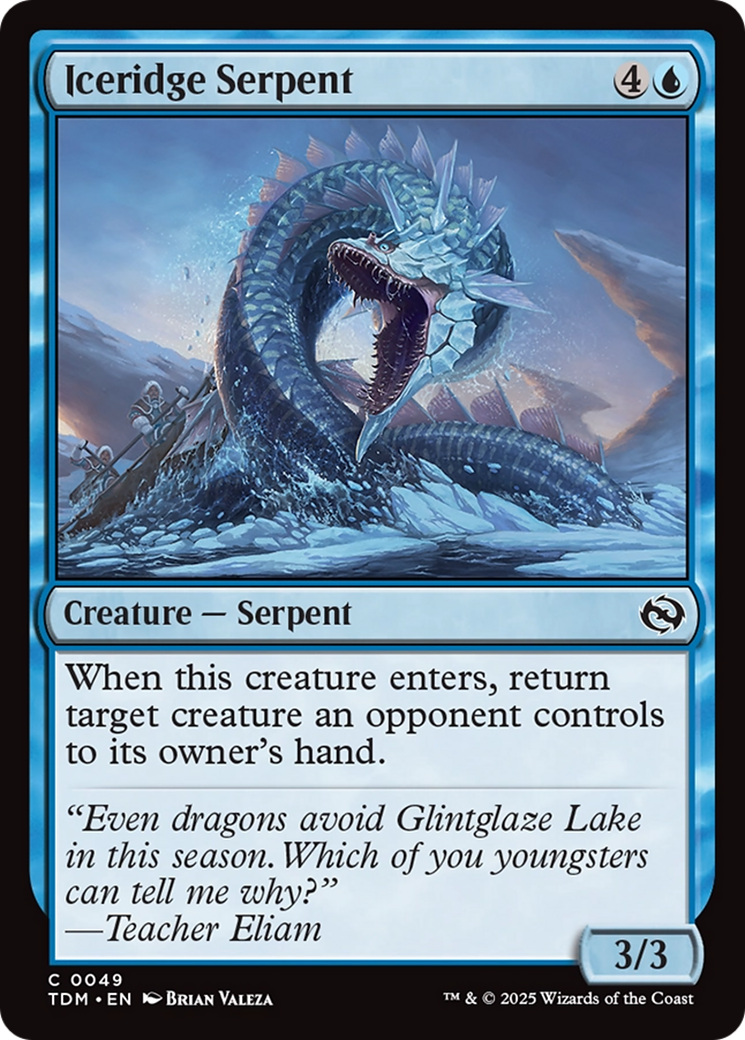 Iceridge Serpent 4
Creature — Serpent
When this creature enters, return
target creature an opponent controls
to its owner's hand.
“Even dragons avoid Glintglaze Lake
in this season. Which of you youngsters
can tell me why?”
—Teacher Eliam
3/3
C 0049
TDM • EN Brian Valeza
™ & © 2025 Wizards of the Coast